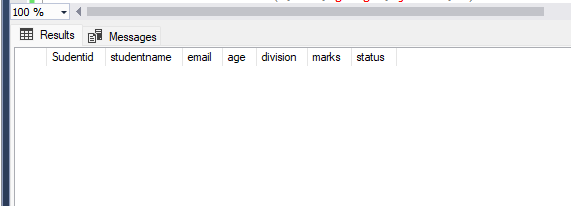 100 %
Results Messages
Sudentid studentname email age division marks status